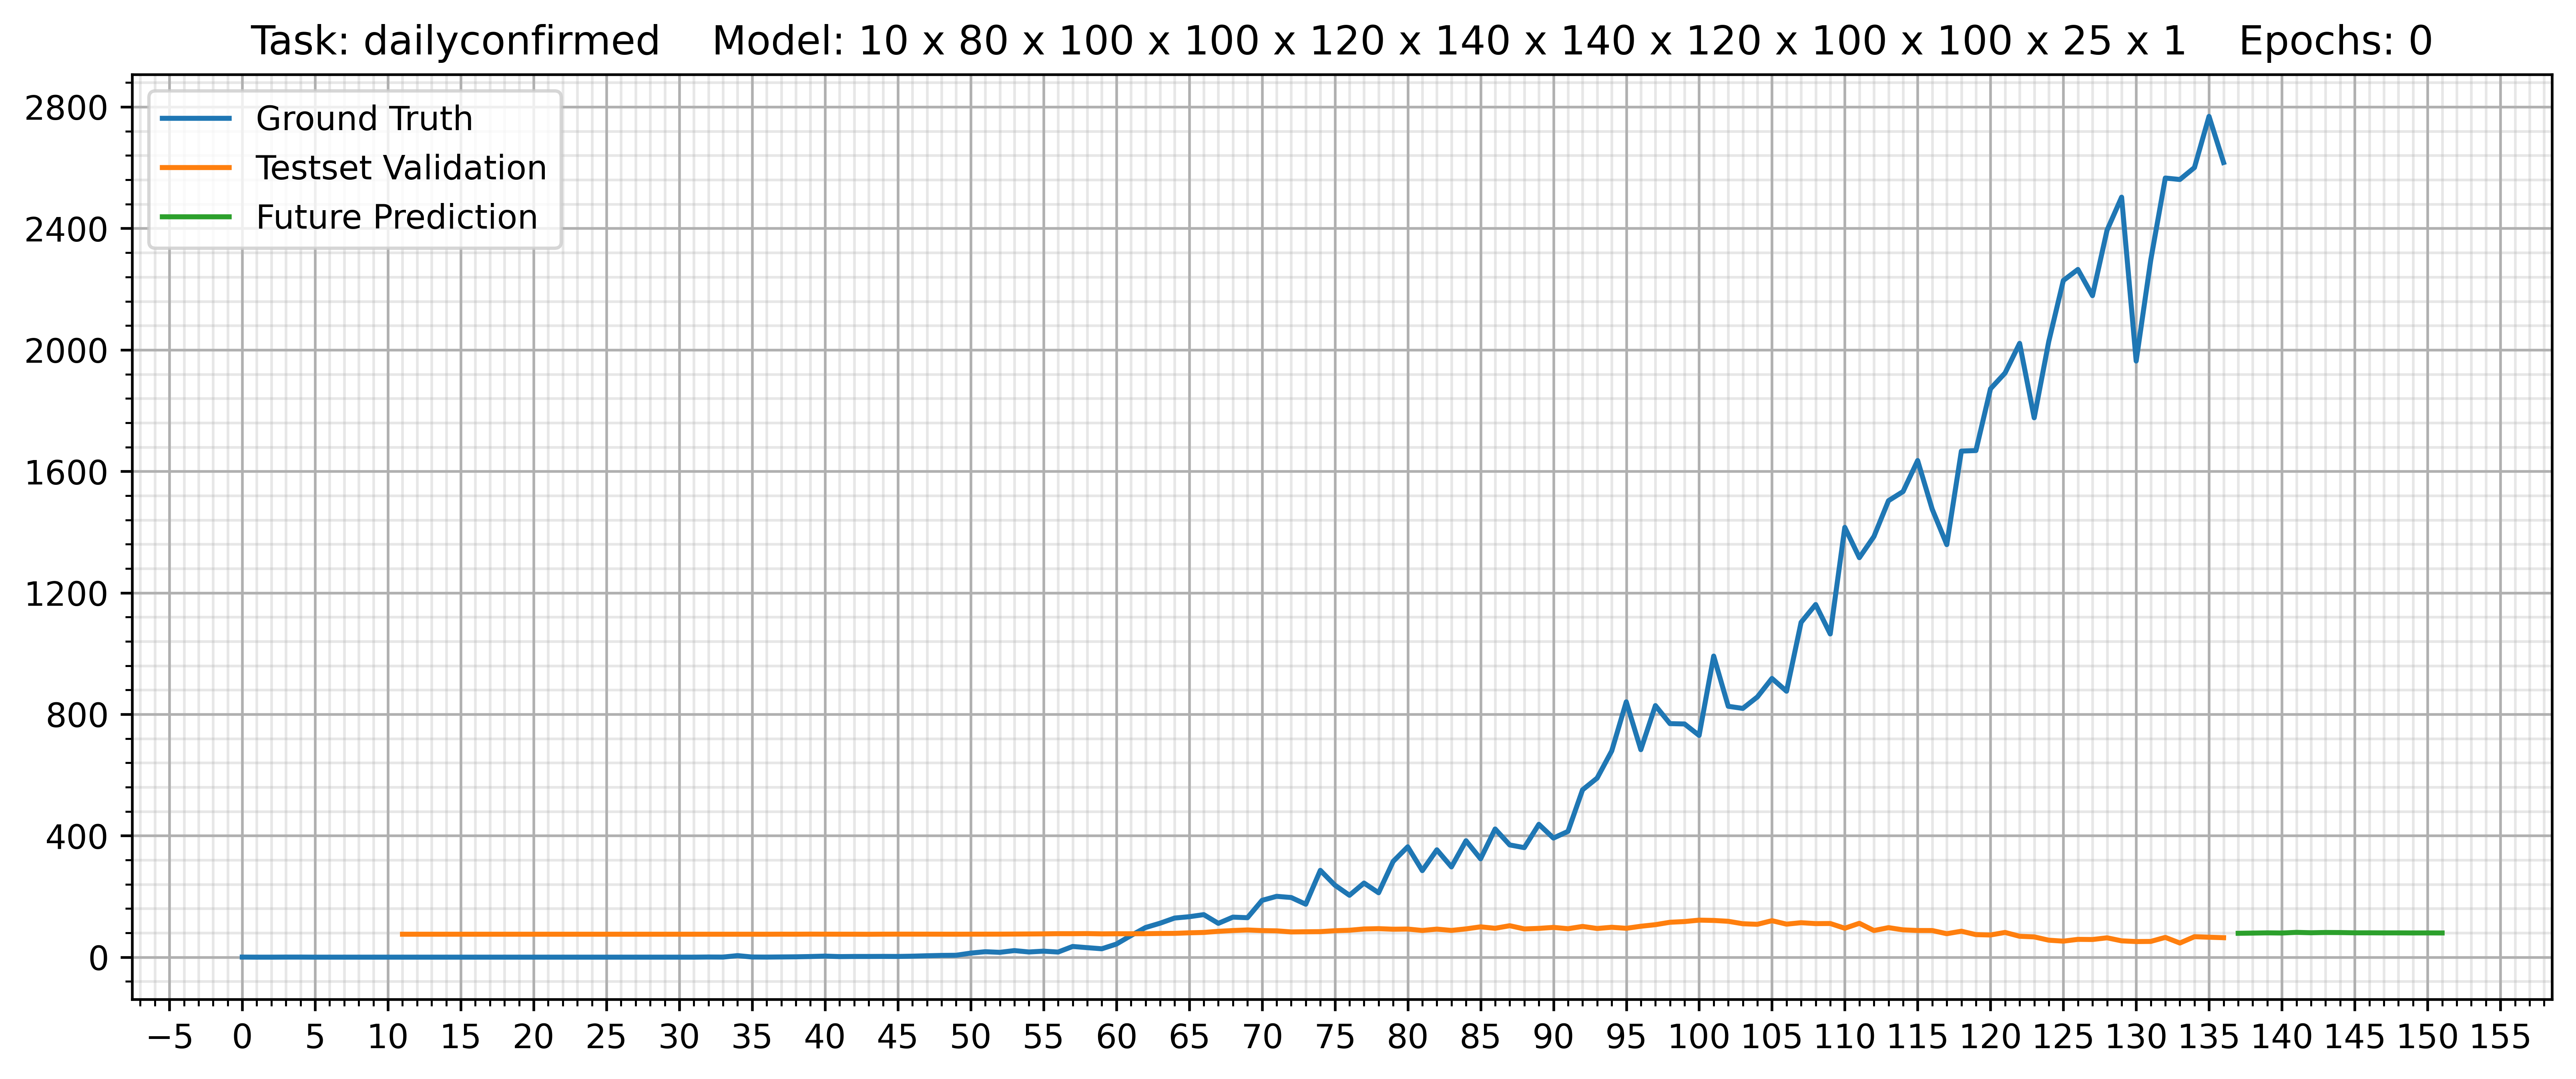 Task: dailyconfirmed    Model: 10 x 80 x 100 x 100 x 120 x 140 x 140 x 120 x 100 x 100 x 25 x 1    Epochs: 0
Ground Truth
Testset Validation
Future Prediction
2800
2400
2000
1600
1200
800
400
0
−5 0 5 10 15 20 25 30 35 40 45 50 55 60 65 70 75 80 85 90 95 100 105 110 115 120 125 130 135 140 145 150 155